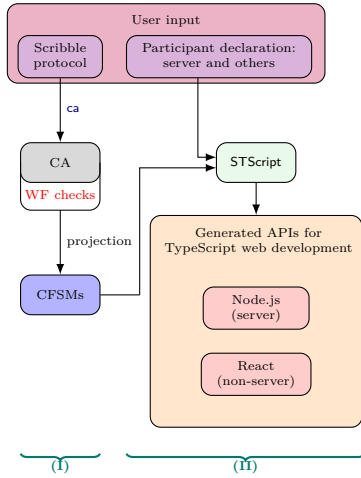 User input
Scribble
protocol
Participant declaration:
server and others
ca
CA
WF checks
STScript
projection
Generated APIs for
TypeScript web development
CFSMs
Node.js
(server)
React
(non-server)
(I)
(II)